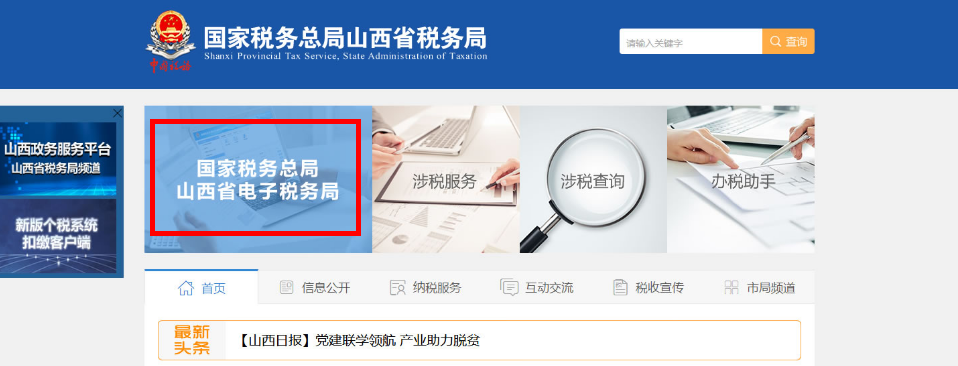 国家税务总局山西省税务局
Shanxi Provincial Tax Service, State Administration of Taxation
中国税务
请输入关键字
查询
山西政务服务平台
山西省税务局频道
新版个税系统
扣缴客户端
国家税务总局
山西省电子税务局
涉税服务
涉税查询
办税助手
首页
信息公开
纳税服务
互动交流
税收宣传
市局频道
最新
头条
【山西日报】党建联学领航 产业助力脱贫